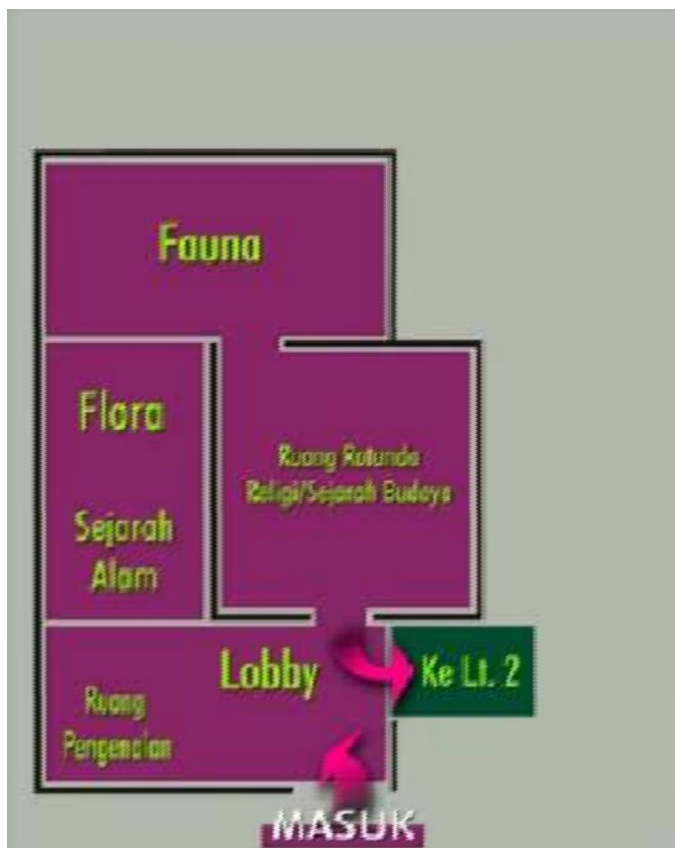 Fauna
Flora
Sejarah
Alam
Ruang Rotunda
Religi/Sejarah Budaya
Lobby
Ke Lt. 2
Ruang
Pengenalan
MASUK